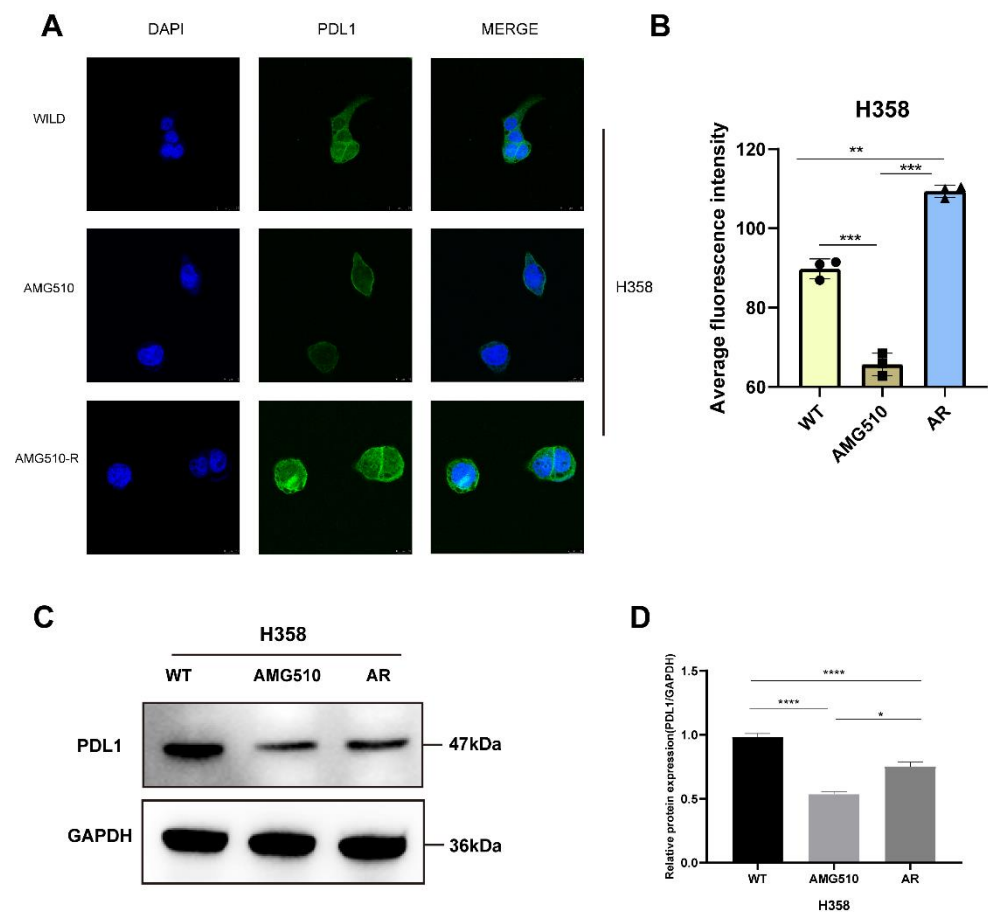 A
DAPI PDL1 MERGE
WILD
AMG510
AMG510-R
H358
B
H358
Average fluorescence intensity
120
100
80
60
**
***
***
WT AMG510 AR
C
H358
WT AMG510 AR
PDL1
47kDa
GAPDH
36kDa
D
Relative protein expression(PDL1/GAPDH)
1.5
1.0
0.5
0.0
****
****
*
WT AMG510 AR
H358